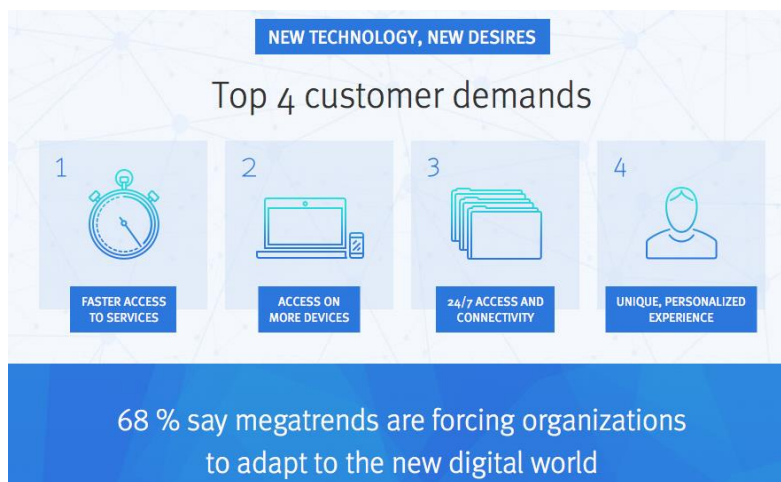 NEW TECHNOLOGY, NEW DESIRES
Top 4 customer demands
1
2
3
4
FASTER ACCESS
TO SERVICES
ACCESS ON
MORE DEVICES
24/7 ACCESS AND
CONNECTIVITY
UNIQUE, PERSONALIZED
EXPERIENCE
68 % say megatrends are forcing organizations
to adapt to the new digital world